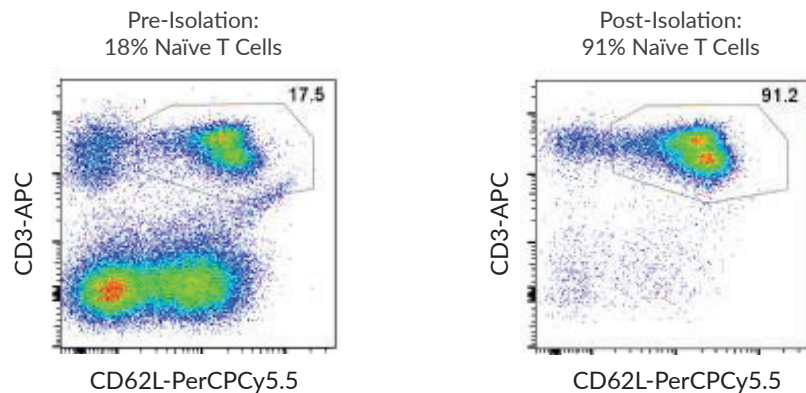 Pre-Isolation:
18% Naïve T Cells
17.5
CD3-APC
CD62L-PerCPCy5.5
Post-Isolation:
91% Naïve T Cells
91.2
CD3-APC
CD62L-PerCPCy5.5